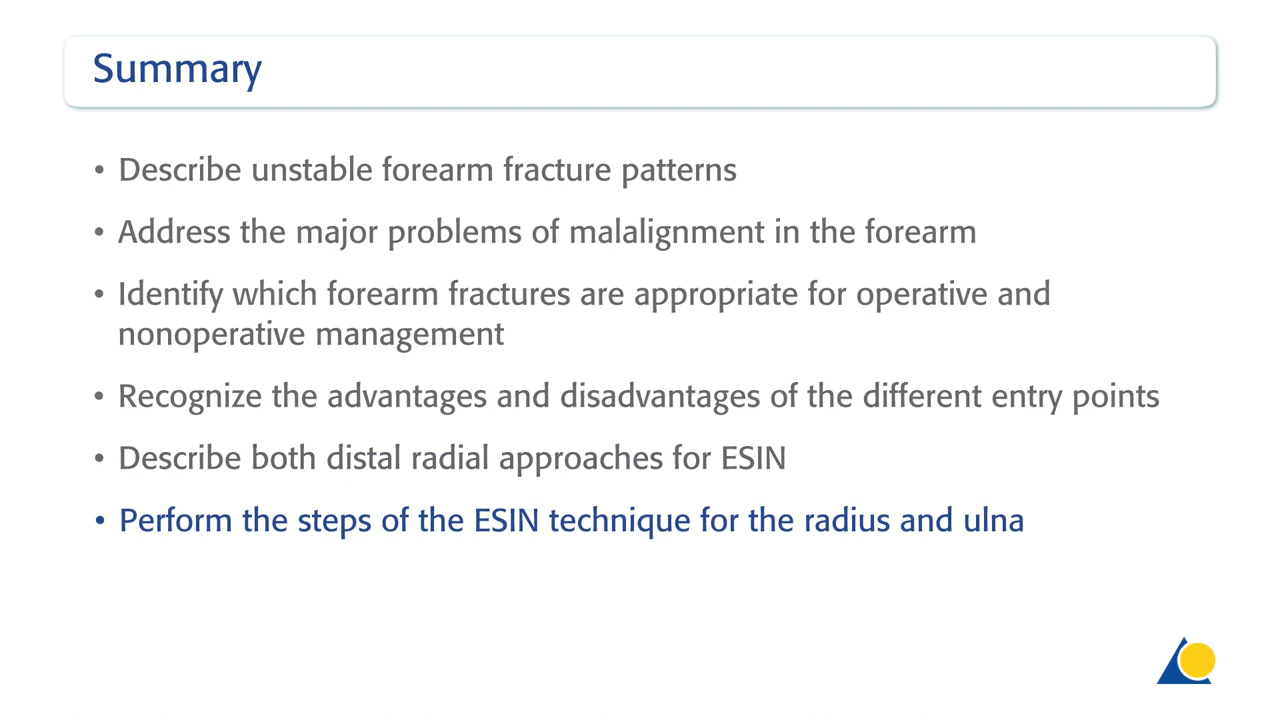 Summary
• Describe unstable forearm fracture patterns
• Address the major problems of malalignment in the forearm
• Identify which forearm fractures are appropriate for operative and
nonoperative management
• Recognize the advantages and disadvantages of the different entry points
• Describe both distal radial approaches for ESIN
• Perform the steps of the ESIN technique for the radius and ulna